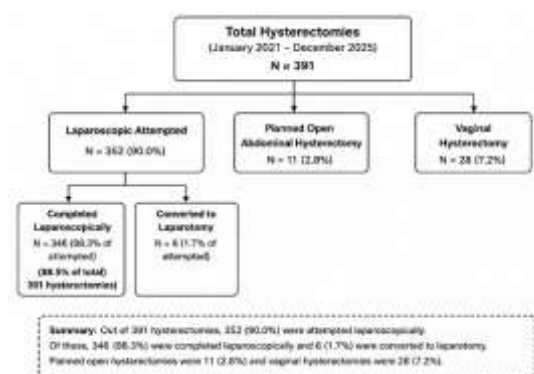 Total Hysterectomies
(January 2021 – December 2025)
N = 391
Laparoscopic Attempted
N = 352 (90.0%)
Planned Open
Abdominal Hysterectomy
N = 11 (2.8%)
Vaginal
Hysterectomy
N = 28 (7.2%)
Completed
Laparoscopically
N = 346 (98.3% of
attempted)
(88.5% of total)
391 hysterectomies)
Converted to
Laparotomy
N = 6 (1.7% of
attempted)
Summary: Out of 391 hysterectomies, 352 (90.0%) were attempted laparoscopically.
Of these, 346 (98.3%) were completed laparoscopically and 6 (1.7%) were converted to laparotomy.
Planned open hysterectomies were 11 (2.8%) and vaginal hysterectomies were 28 (7.2%).